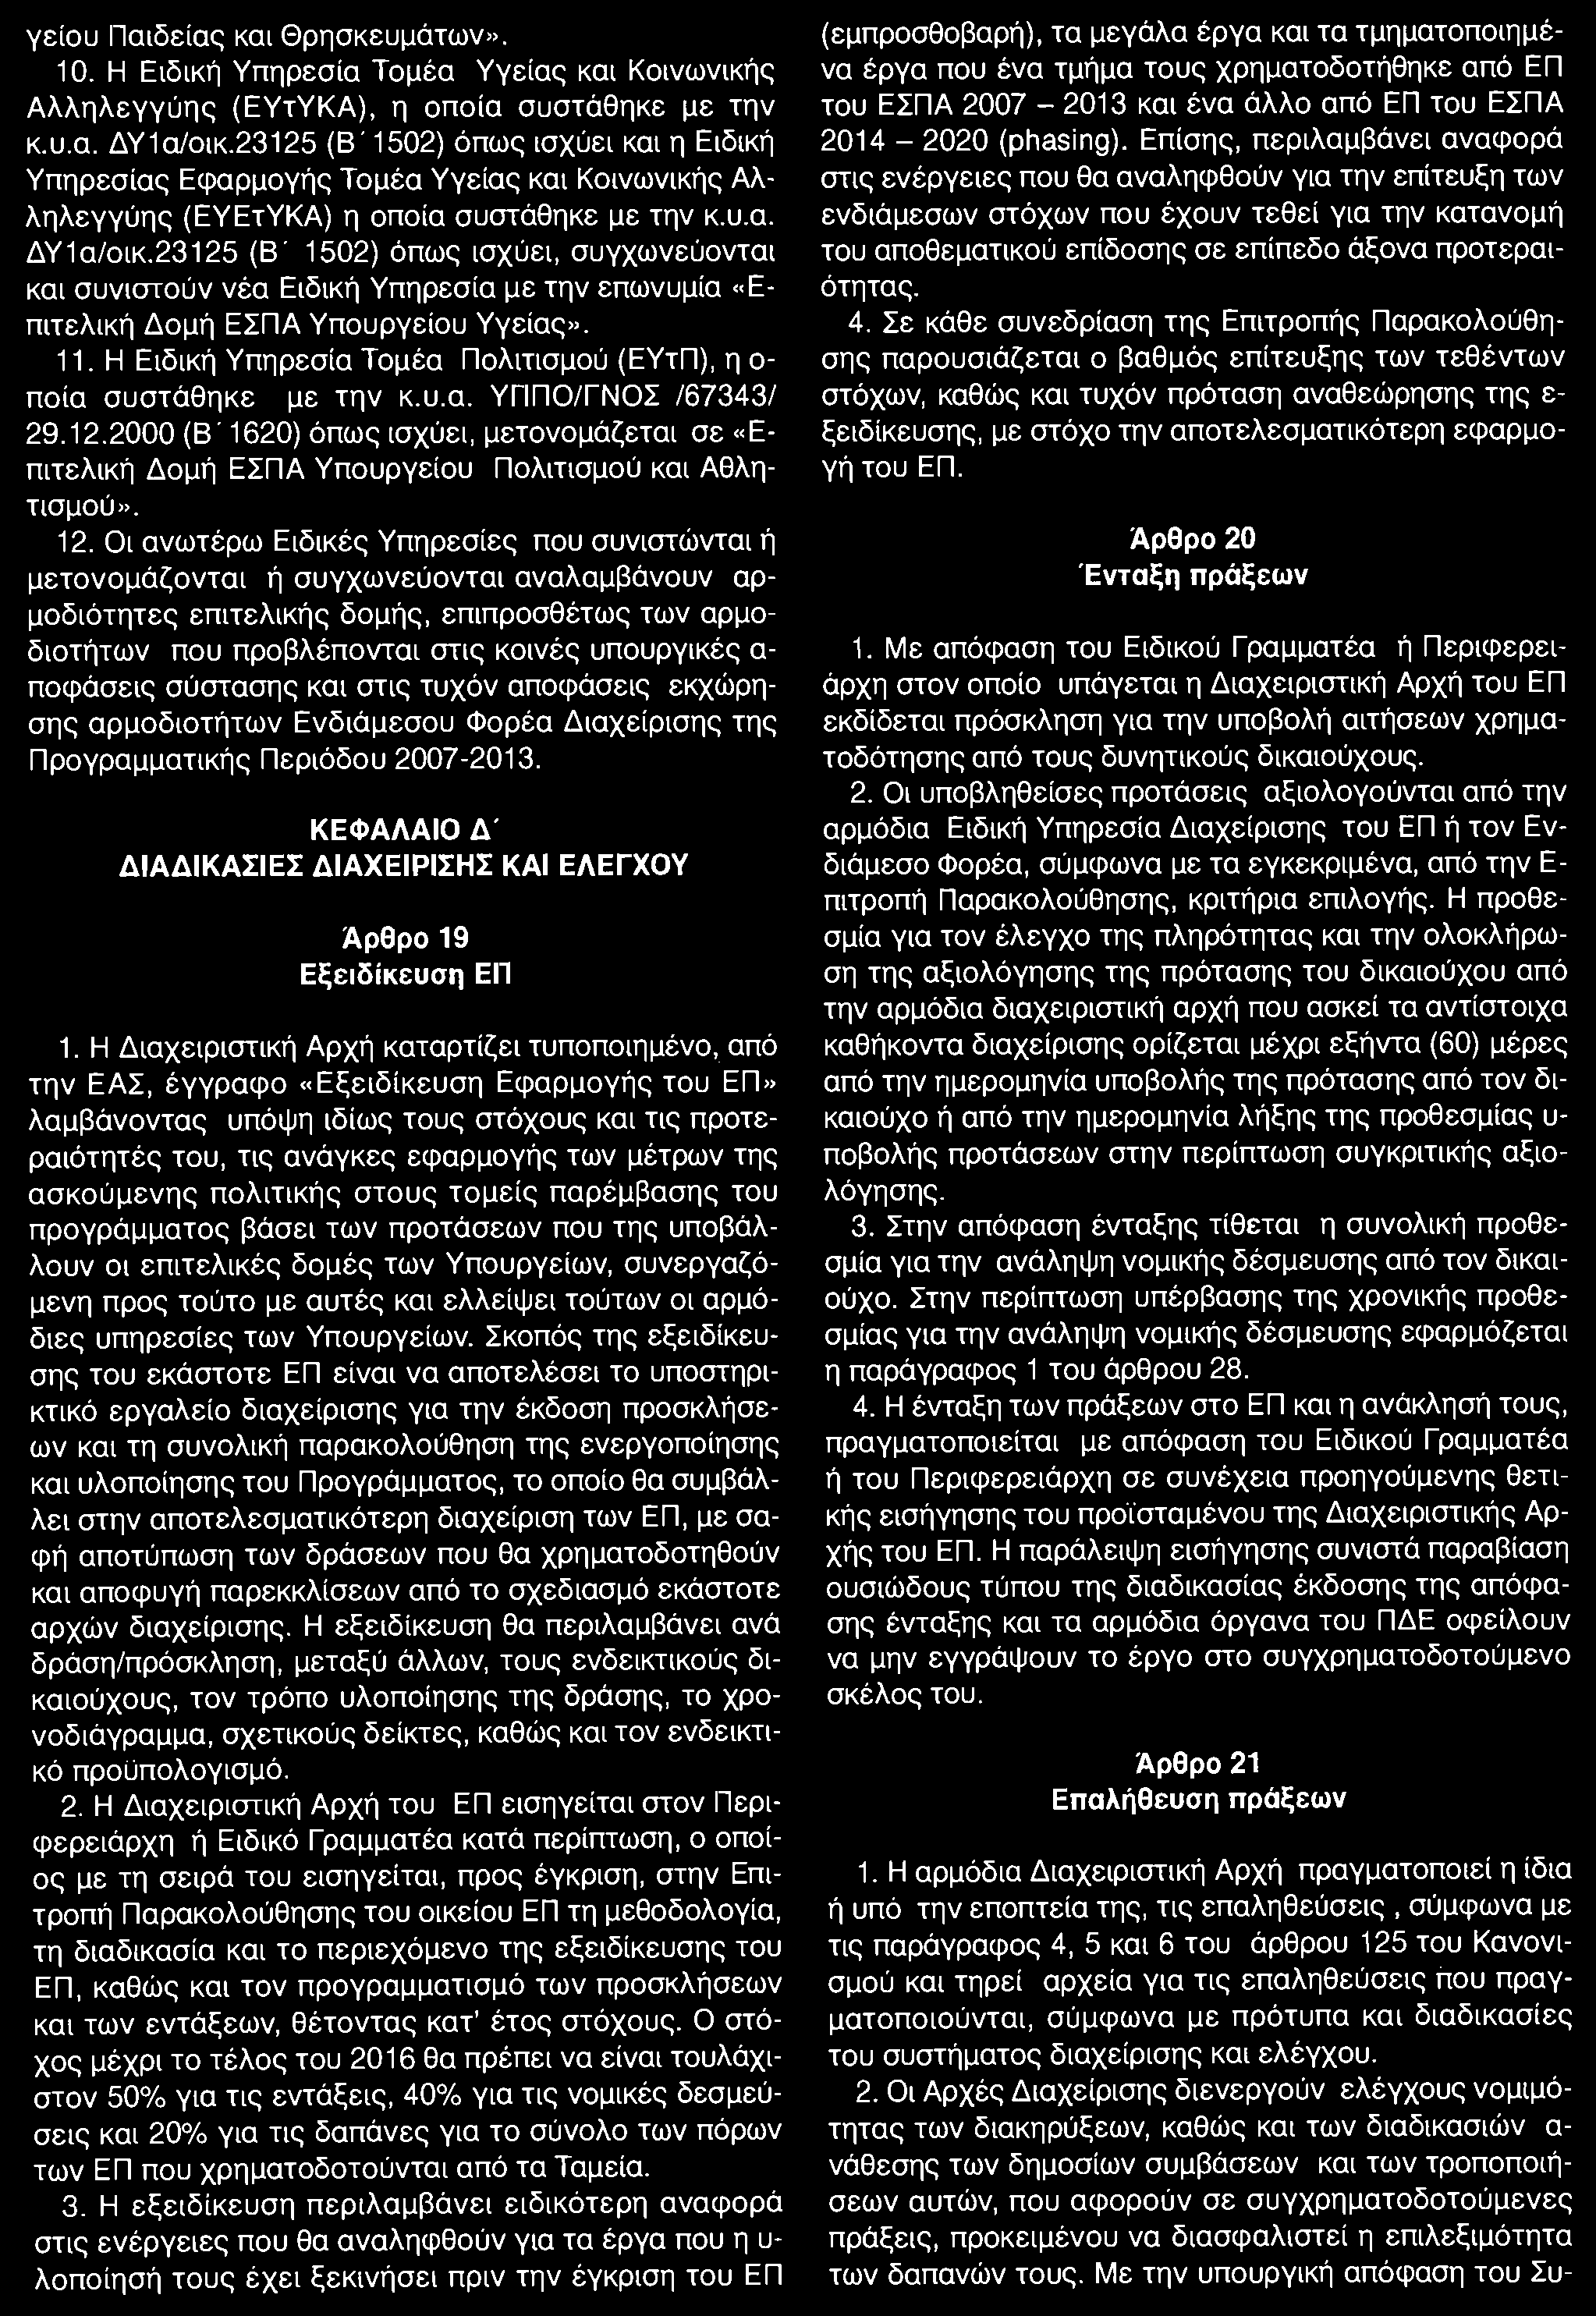 γείου Παιδείας και Θρησκευμάτων».
10. Η Ειδική Υπηρεσία Τομέα Υγείας και Κοινωνικής
Αλληλεγγύης (ΕΥτΥΚΑ), η οποία συστάθηκε με την
κ.υ.α. ΔΥ1α/οικ.23125 (Β΄ 1502) όπως ισχύει και η Ειδική
Υπηρεσίας Εφαρμογής Τομέα Υγείας και Κοινωνικής Αλ-
ληλεγγύης (ΕΥΕτΥΚΑ) η οποία συστάθηκε με την κ.υ.α.
ΔΥ1α/οικ.23125 (Β΄ 1502) όπως ισχύει, συγχωνεύονται
και συνιστούν νέα Ειδική Υπηρεσία με την επωνυμία «Ε-
πιτελική Δομή ΕΣΠΑ Υπουργείου Υγείας».
11. Η Ειδική Υπηρεσία Τομέα Πολιτισμού (ΕΥτΠ), η ο-
ποία συστάθηκε με την κ.υ.α. ΥΠΠΟ/ΓΝΟΣ /67343/
29.12.2000 (Β΄ 1620) όπως ισχύει, μετονομάζεται σε «Ε-
πιτελική Δομή ΕΣΠΑ Υπουργείου Πολιτισμού και Αθλη-
τισμού».
12. Οι ανωτέρω Ειδικές Υπηρεσίες που συνιστώνται ή
μετονομάζονται ή συγχωνεύονται αναλαμβάνουν αρ-
μοδιότητες επιτελικής δομής, επιπροσθέτως των αρμο-
διοτήτων που προβλέπονται στις κοινές υπουργικές α-
ποφάσεις σύστασης και στις τυχόν αποφάσεις εκχώρη-
σης αρμοδιοτήτων Ενδιάμεσου Φορέα Διαχείρισης της
Προγραμματικής Περιόδου 2007-2013.
ΚΕΦΑΛΑΙΟ Δ΄
ΔΙΑΔΙΚΑΣΙΕΣ ΔΙΑΧΕΙΡΙΣΗΣ ΚΑΙ ΕΛΕΓΧΟΥ
Άρθρο 19
Εξειδίκευση ΕΠ
1. Η Διαχειριστική Αρχή καταρτίζει τυποποιημένο, από
την ΕΑΣ, έγγραφο «Εξειδίκευση Εφαρμογής του ΕΠ»
λαμβάνοντας υπόψη ιδίως τους στόχους και τις προτε-
ραιότητές του, τις ανάγκες εφαρμογής των μέτρων της
ασκούμενης πολιτικής στους τομείς παρέμβασης του
προγράμματος βάσει των προτάσεων που της υποβάλ-
λουν οι επιτελικές δομές των Υπουργείων, συνεργαζό-
μενη προς τούτο με αυτές και ελλείψει τούτων οι αρμό-
διες υπηρεσίες των Υπουργείων. Σκοπός της εξειδίκευ-
σης του εκάστοτε ΕΠ είναι να αποτελέσει το υποστηρι-
κτικό εργαλείο διαχείρισης για την έκδοση προσκλήσε-
ων και τη συνολική παρακολούθηση της ενεργοποίησης
και υλοποίησης του Προγράμματος, το οποίο θα συμβάλ-
λει στην αποτελεσματικότερη διαχείριση των ΕΠ, με σα-
φή αποτύπωση των δράσεων που θα χρηματοδοτηθούν
και αποφυγή παρεκκλίσεων από το σχεδιασμό εκάστοτε
αρχών διαχείρισης. Η εξειδίκευση θα περιλαμβάνει ανά
δράση/πρόσκληση, μεταξύ άλλων, τους ενδεικτικούς δι-
καιούχους, τον τρόπο υλοποίησης της δράσης, το χρο-
νοδιάγραμμα, σχετικούς δείκτες, καθώς και τον ενδεικτι-
κό προϋπολογισμό.
2. Η Διαχειριστική Αρχή του ΕΠ εισηγείται στον Περι-
φερειάρχη ή Ειδικό Γραμματέα κατά περίπτωση, ο οποί-
ος με τη σειρά του εισηγείται, προς έγκριση, στην Επι-
τροπή Παρακολούθησης του οικείου ΕΠ τη μεθοδολογία,
τη διαδικασία και το περιεχόμενο της εξειδίκευσης του
ΕΠ, καθώς και τον προγραμματισμό των προσκλήσεων
και των εντάξεων, θέτοντας κατ’ έτος στόχους. Ο στό-
χος μέχρι το τέλος του 2016 θα πρέπει να είναι τουλάχι-
στον 50% για τις εντάξεις, 40% για τις νομικές δεσμεύ-
σεις και 20% για τις δαπάνες για το σύνολο των πόρων
των ΕΠ που χρηματοδοτούνται από τα Ταμεία.
3. Η εξειδίκευση περιλαμβάνει ειδικότερη αναφορά
στις ενέργειες που θα αναληφθούν για τα έργα που η υ-
λοποίησή τους έχει ξεκινήσει πριν την έγκριση του ΕΠ
(εμπροσθοβαρή), τα μεγάλα έργα και τα τμηματοποιημέ-
να έργα που ένα τμήμα τους χρηματοδοτήθηκε από ΕΠ
του ΕΣΠΑ 2007 – 2013 και ένα άλλο από ΕΠ του ΕΣΠΑ
2014 – 2020 (phasing). Επίσης, περιλαμβάνει αναφορά
στις ενέργειες που θα αναληφθούν για την επίτευξη των
ενδιάμεσων στόχων που έχουν τεθεί για την κατανομή
του αποθεματικού επίδοσης σε επίπεδο άξονα προτεραι-
ότητας.
4. Σε κάθε συνεδρίαση της Επιτροπής Παρακολούθη-
σης παρουσιάζεται ο βαθμός επίτευξης των τεθέντων
στόχων, καθώς και τυχόν πρόταση αναθεώρησης της ε-
ξειδίκευσης, με στόχο την αποτελεσματικότερη εφαρμο-
γή του ΕΠ.
Άρθρο 20
Ένταξη πράξεων
1. Με απόφαση του Ειδικού Γραμματέα ή Περιφερει-
άρχη στον οποίο υπάγεται η Διαχειριστική Αρχή του ΕΠ
εκδίδεται πρόσκληση για την υποβολή αιτήσεων χρημα-
τοδότησης από τους δυνητικούς δικαιούχους.
2. Οι υποβληθείσες προτάσεις αξιολογούνται από την
αρμόδια Ειδική Υπηρεσία Διαχείρισης του ΕΠ ή τον Εν-
διάμεσο Φορέα, σύμφωνα με τα εγκεκριμένα, από την Ε-
πιτροπή Παρακολούθησης, κριτήρια επιλογής. Η προθε-
σμία για τον έλεγχο της πληρότητας και την ολοκλήρω-
ση της αξιολόγησης της πρότασης του δικαιούχου από
την αρμόδια διαχειριστική αρχή που ασκεί τα αντίστοιχα
καθήκοντα διαχείρισης ορίζεται μέχρι εξήντα (60) μέρες
από την ημερομηνία υποβολής της πρότασης από τον δι-
καιούχο ή από την ημερομηνία λήξης της προθεσμίας υ-
ποβολής προτάσεων στην περίπτωση συγκριτικής αξιο-
λόγησης.
3. Στην απόφαση ένταξης τίθεται η συνολική προθε-
σμία για την ανάληψη νομικής δέσμευσης από τον δικαι-
ούχο. Στην περίπτωση υπέρβασης της χρονικής προθε-
σμίας για την ανάληψη νομικής δέσμευσης εφαρμόζεται
η παράγραφος 1 του άρθρου 28.
4. Η ένταξη των πράξεων στο ΕΠ και η ανάκλησή τους,
πραγματοποιείται με απόφαση του Ειδικού Γραμματέα
ή του Περιφερειάρχη σε συνέχεια προηγούμενης θετι-
κής εισήγησης του προϊσταμένου της Διαχειριστικής Αρ-
χής του ΕΠ. Η παράλειψη εισήγησης συνιστά παραβίαση
ουσιώδους τύπου της διαδικασίας έκδοσης της απόφα-
σης ένταξης και τα αρμόδια όργανα του ΠΔΕ οφείλουν
να μην εγγράψουν το έργο στο συγχρηματοδοτούμενο
σκέλος του.
Άρθρο 21
Επαλήθευση πράξεων
1. Η αρμόδια Διαχειριστική Αρχή πραγματοποιεί η ίδια
ή υπό την εποπτεία της, τις επαληθεύσεις , σύμφωνα με
τις παράγραφος 4, 5 και 6 του άρθρου 125 του Κανονι-
σμού και τηρεί αρχεία για τις επαληθεύσεις που πραγ-
ματοποιούνται, σύμφωνα με πρότυπα και διαδικασίες
του συστήματος διαχείρισης και ελέγχου.
2. Οι Αρχές Διαχείρισης διενεργούν ελέγχους νομιμό-
τητας των διακηρύξεων, καθώς και των διαδικασιών α-
νάθεσης των δημοσίων συμβάσεων και των τροποποιή-
σεων αυτών, που αφορούν σε συγχρηματοδοτούμενες
πράξεις, προκειμένου να διασφαλιστεί η επιλεξιμότητα
των δαπανών τους. Με την υπουργική απόφαση του Συ-